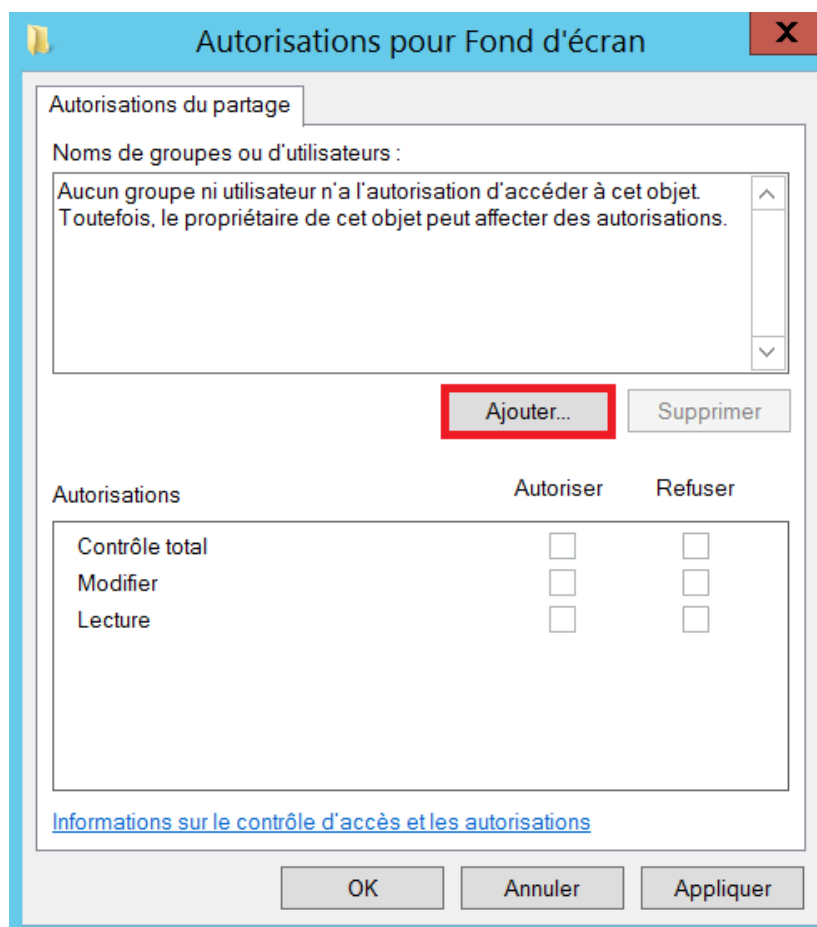 Autorisations pour Fond d'écran
X
Autorisations du partage
Noms de groupes ou d'utilisateurs :
Aucun groupe ni utilisateur n'a l'autorisation d'accéder à cet objet.
Toutefois, le propriétaire de cet objet peut affecter des autorisations.
Ajouter... Supprimer
Autorisations Autoriser Refuser
Contrôle total
Modifier
Lecture
Informations sur le contrôle d'accès et les autorisations
OK Annuler Appliquer